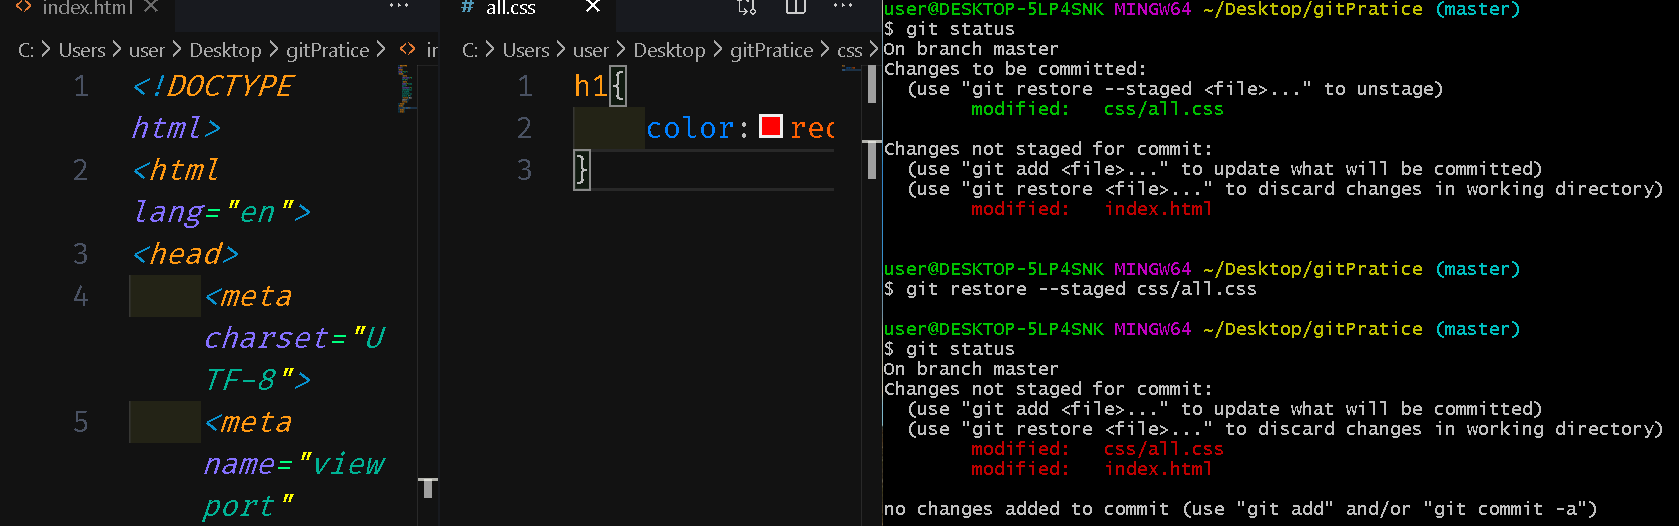 index.html
C: > Users > user > Desktop > gitPratice >
1 <!DOCTYPE
html>
2 <html
lang="en">
3 <head>
4 <meta
charset="U
TF-8">
5 <meta
name="view
port"
# all.css
C: > Users > user > Desktop > gitPratice > css >
1 h1{
2 color:
3 }
user@DESKTOP-5LP4SNK MINGW64 ~/Desktop/gitPratice (master)
$ git status
On branch master
Changes to be committed:
(use "git restore --staged <file>..." to unstage)
modified: css/all.css
Changes not staged for commit:
(use "git add <file>..." to update what will be committed)
(use "git restore <file>..." to discard changes in working directory)
modified: index.html
user@DESKTOP-5LP4SNK MINGW64 ~/Desktop/gitPratice (master)
$ git restore --staged css/all.css
user@DESKTOP-5LP4SNK MINGW64 ~/Desktop/gitPratice (master)
$ git status
On branch master
Changes not staged for commit:
(use "git add <file>..." to update what will be committed)
(use "git restore <file>..." to discard changes in working directory)
modified: css/all.css
modified: index.html
no changes added to commit (use "git add" and/or "git commit -a")